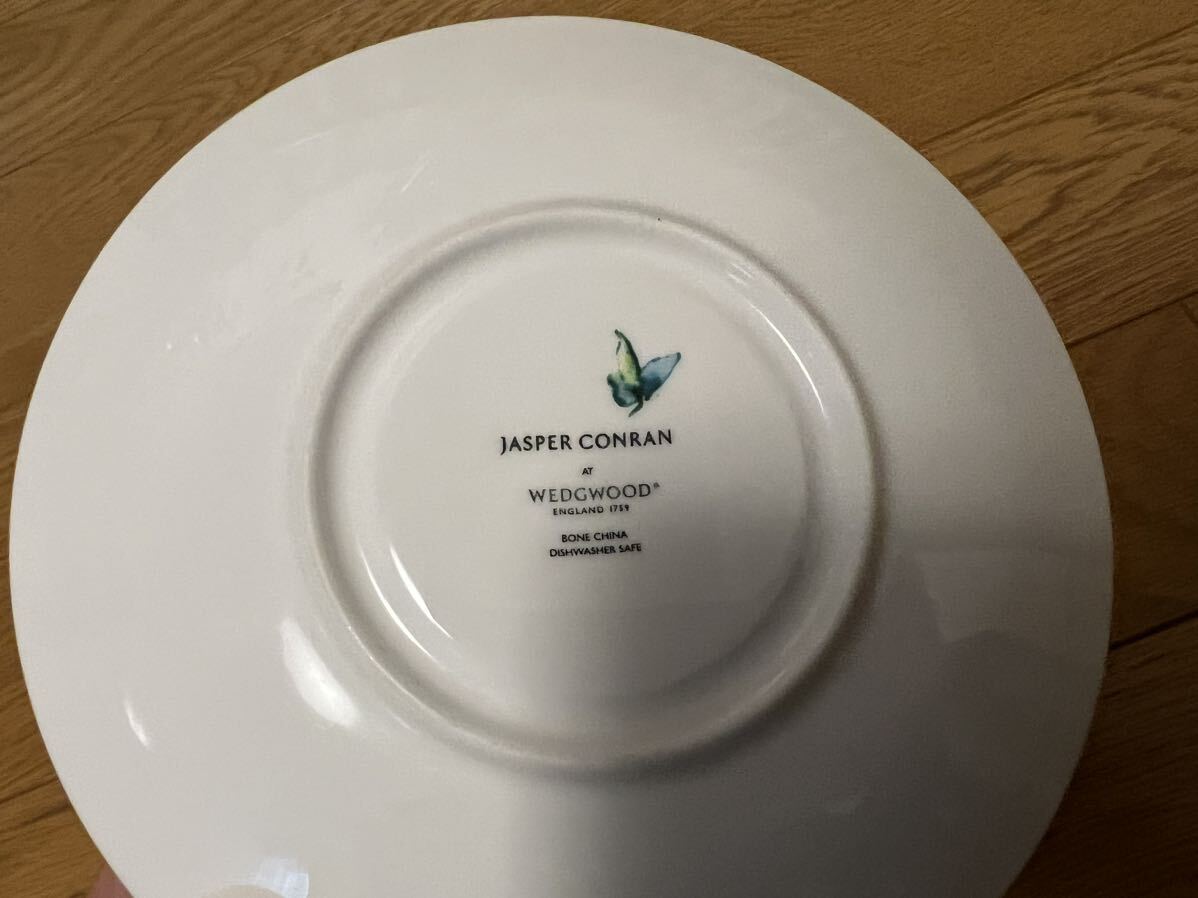 JASPER CONRAN
AT
WEDGWOOD®
ENGLAND 1759
BONE CHINA
DISHWASHER SAFE